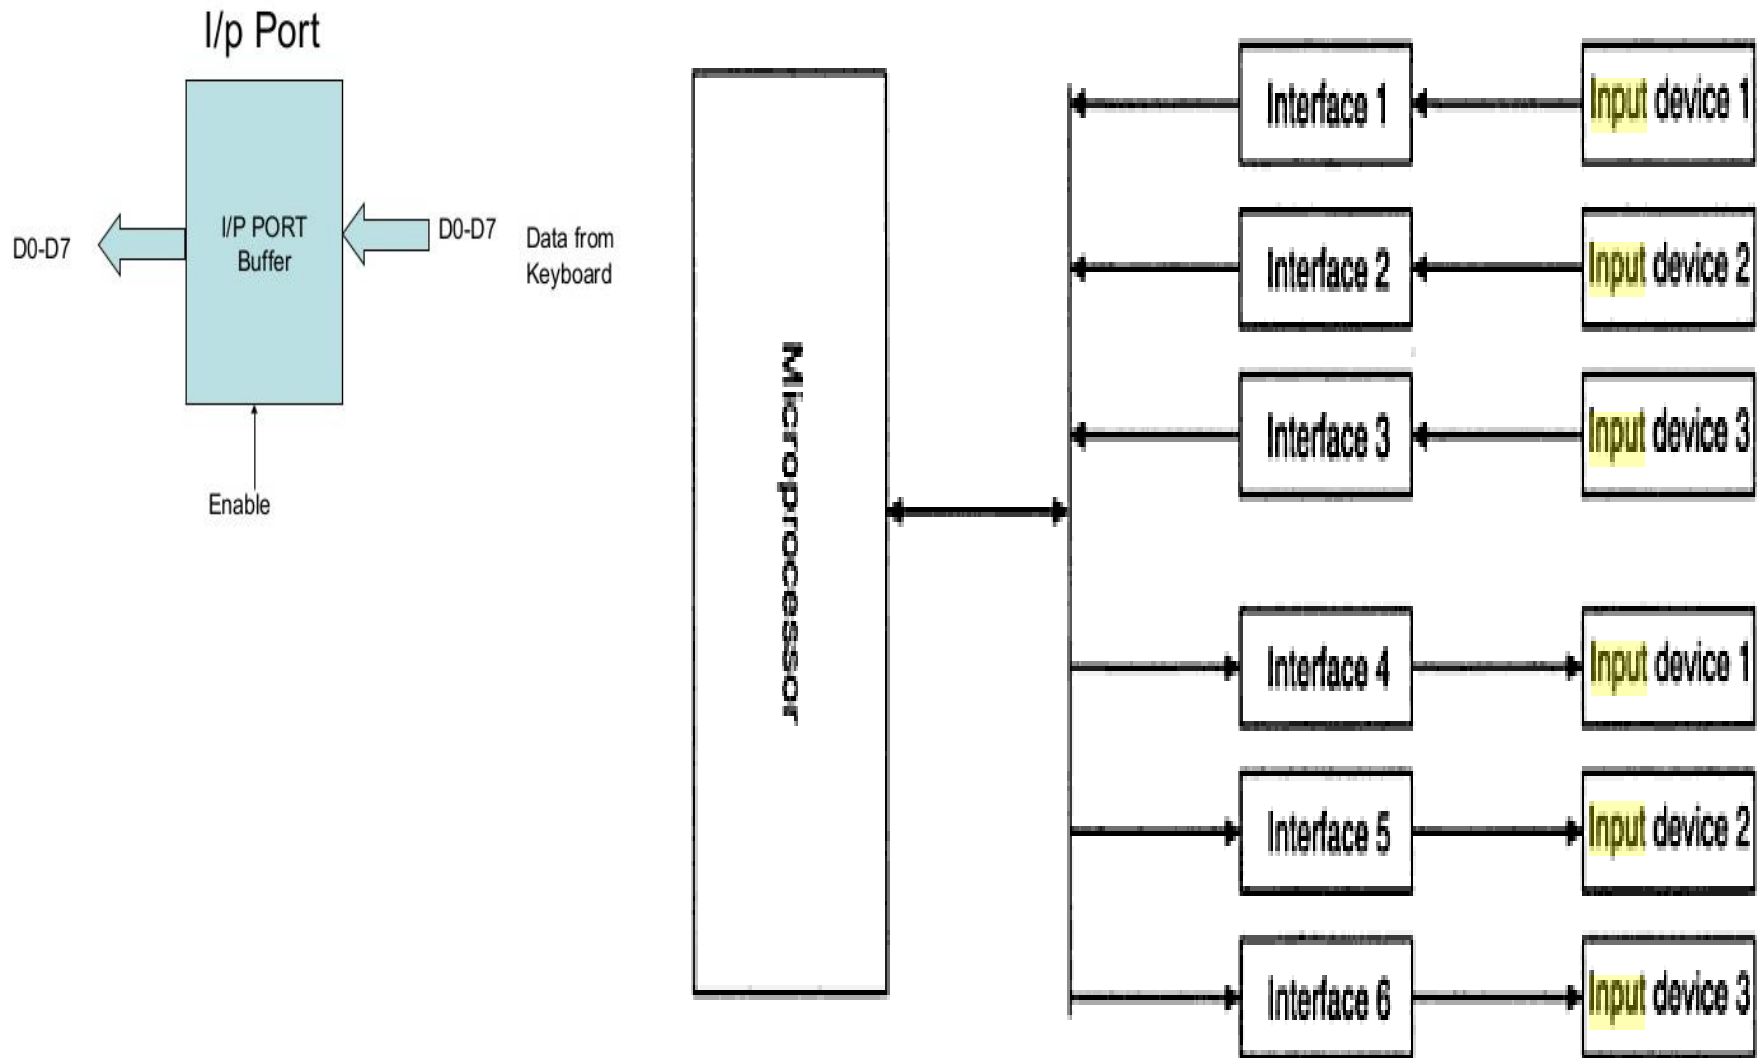 I/p Port
I/P PORT
Buffer
D0-D7
D0-D7
Data from
Keyboard
Enable
Microprocessor
Interface 1
Input device 1
Interface 2
Input device 2
Interface 3
Input device 3
Interface 4
Input device 1
Interface 5
Input device 2
Interface 6
Input device 3